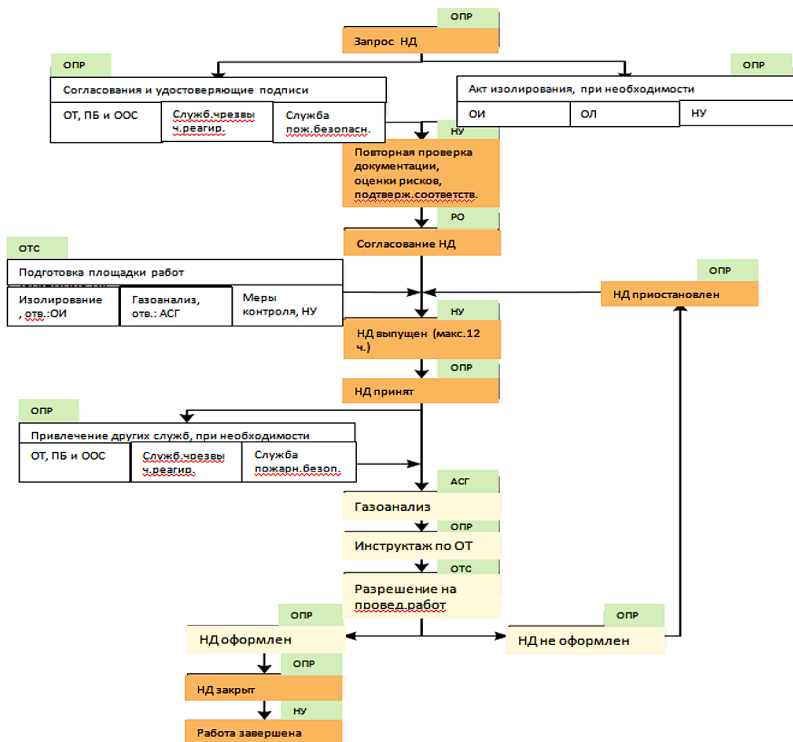 ОПР
Запрос НД
ОПР
Согласования и удостоверяющие подписи
ОТ, ПБ и ООС
Служб.чрезвы
ч.реагир.
Служба
пож.безопасн.
ОПР
Акт изолирования, при необходимости
ОИ
ОЛ
НУ
НУ
Повторная проверка
документации,
оценки рисков,
подтверж.соответств.
РО
Согласование НД
ОТС
Подготовка площадки работ
Изолирование
, отв.:ОИ
Газоанализ,
отв.: АСГ
Меры
контроля, НУ
ОПР
НД приостановлен
НУ
НД выпущен (макс.12
ч.)
ОПР
НД принят
ОПР
Привлечение других служб, при необходимости
ОТ, ПБ и ООС
Служб.чрезвы
ч.реагир.
Служба
пожарн.безоп.
АСГ
Газоанализ
ОПР
Инструктаж по ОТ
ОТС
Разрешение на
провед.работ
ОПР
НД оформлен
ОПР
НД не оформлен
ОПР
НД закрыт
НУ
Работа завершена